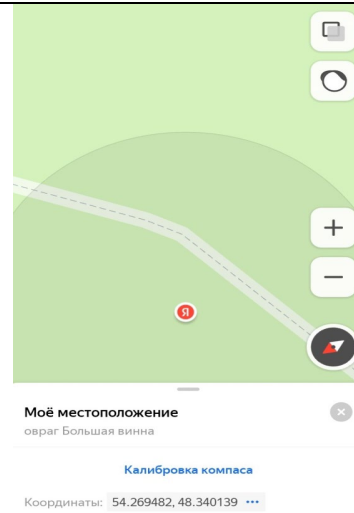 Я
Моё местоположение
овраг Большая винна
Калибровка компаса
Координаты: 54.269482, 48.340139 •••